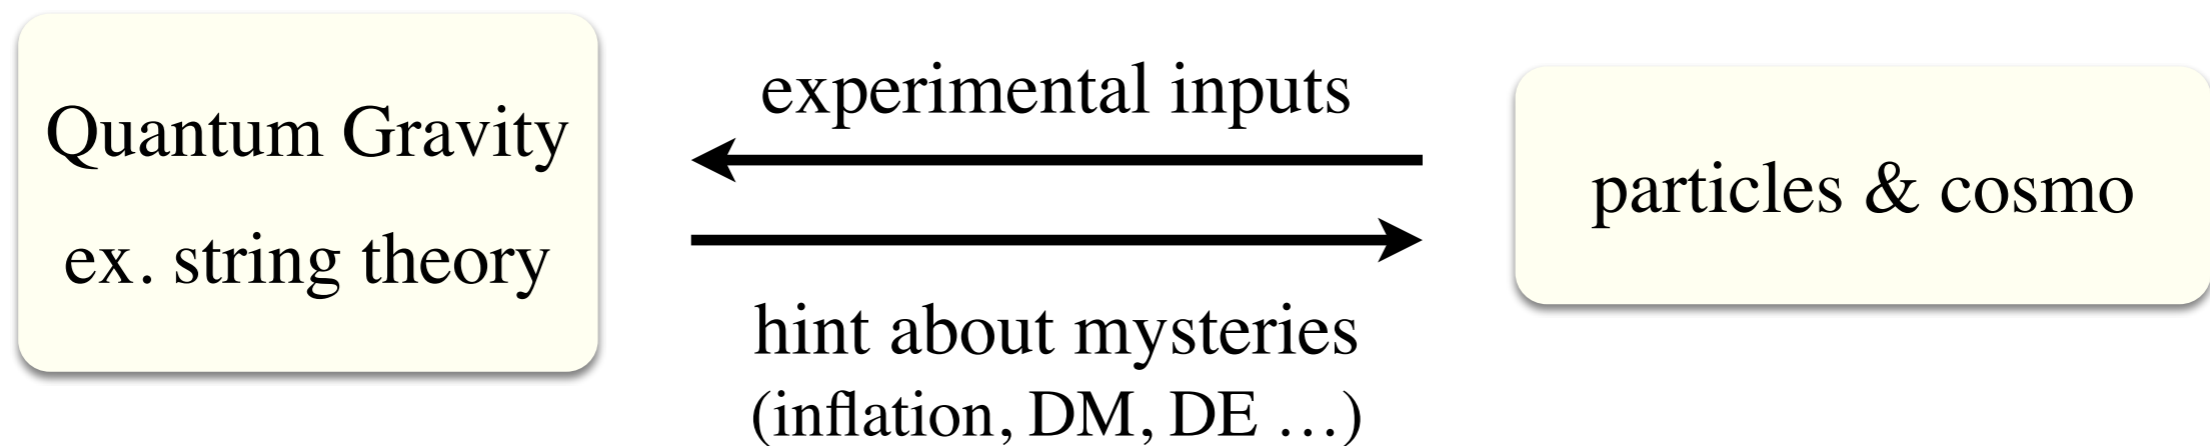 Quantum Gravity
ex. string theory
experimental inputs
hint about mysteries
(inflation, DM, DE …)
particles & cosmo